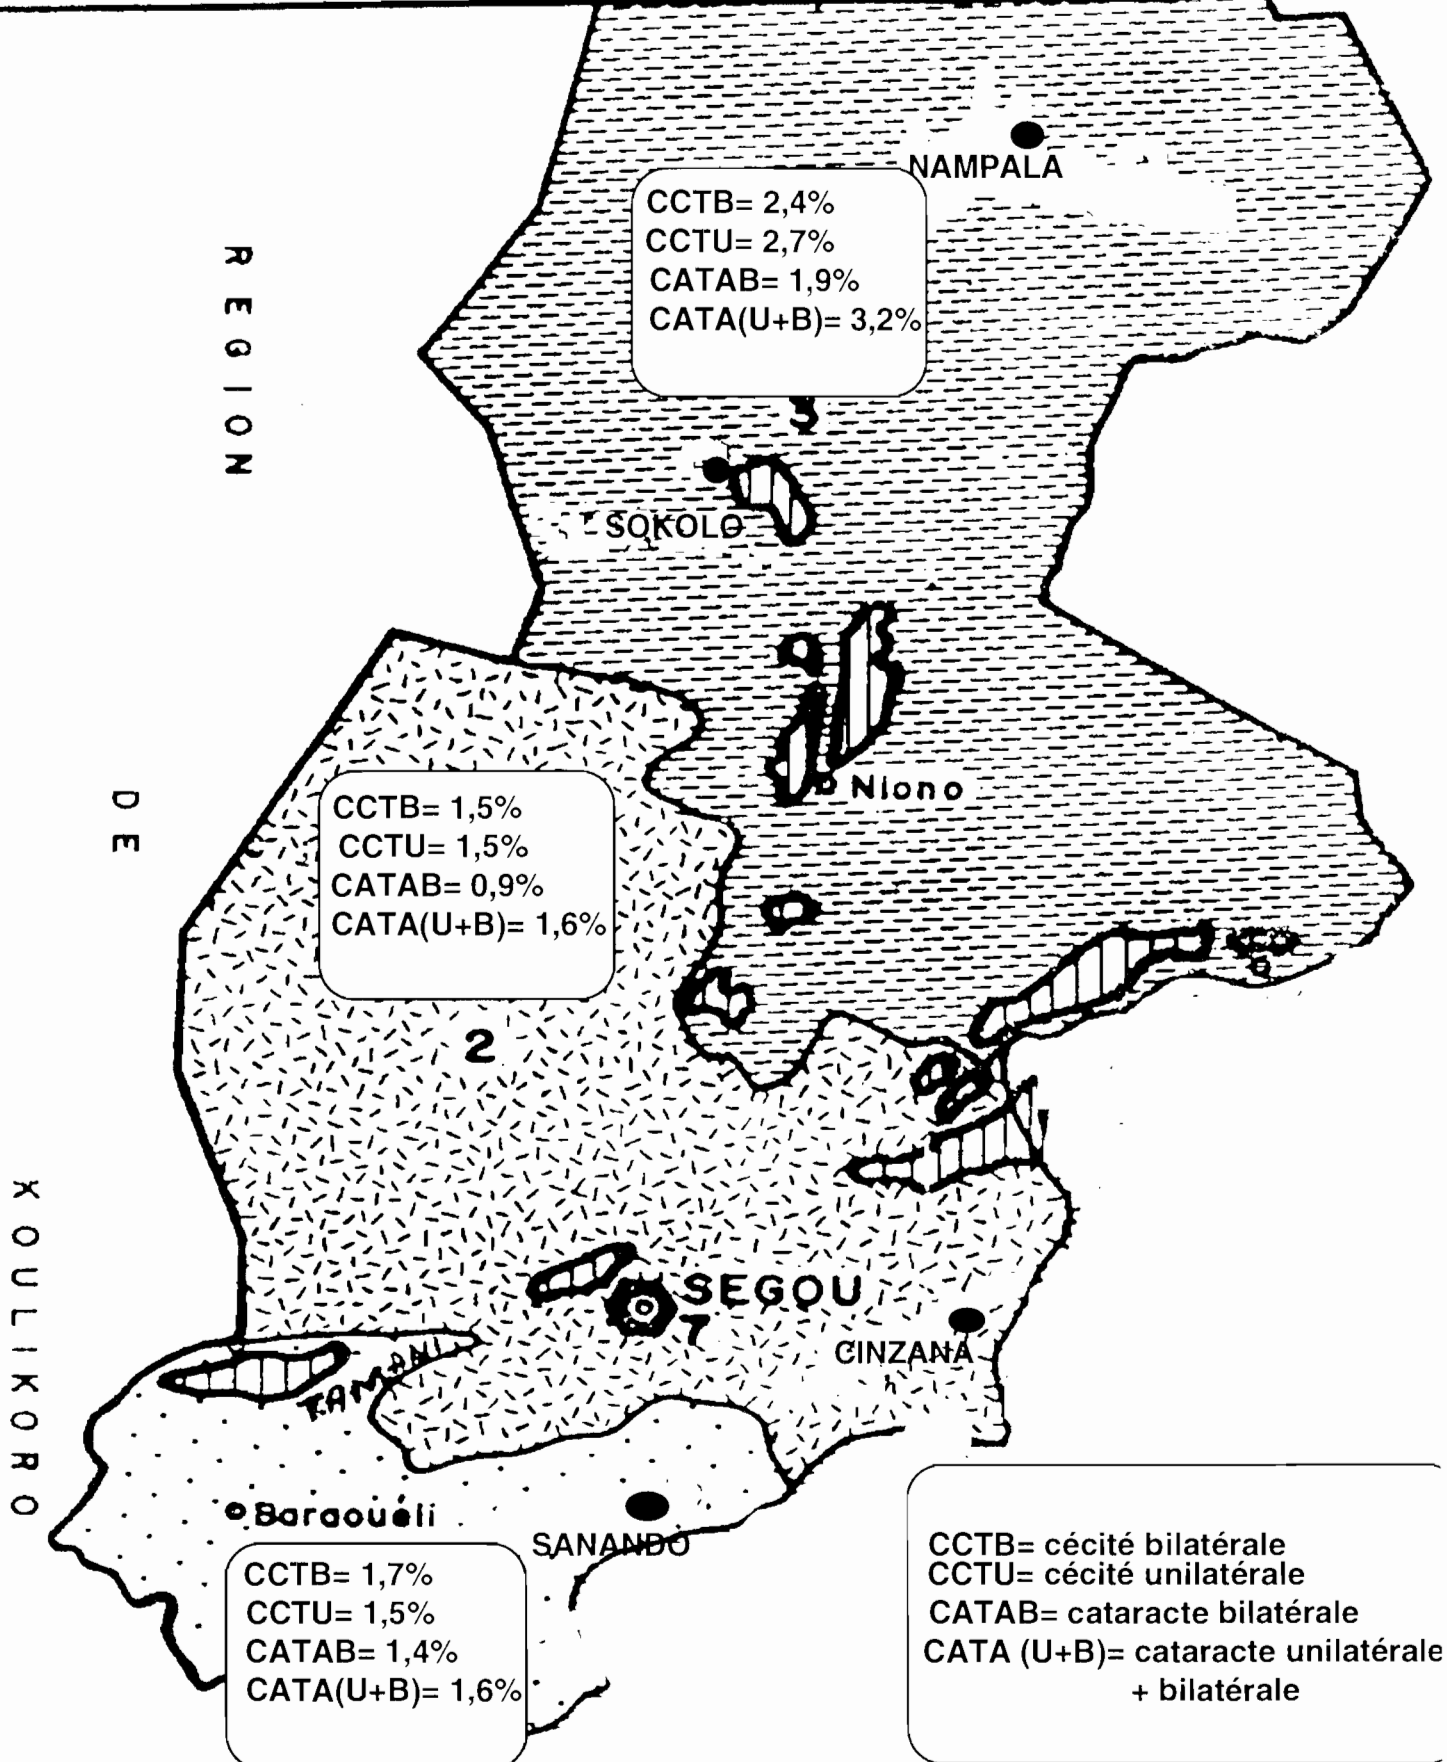 NAMPALA
CCTB= 2,4%
CCTU= 2,7%
CATAB= 1,9%
CATA(U+B)= 3,2%
3
SOKOLO
Niono
REGION
DE
KOULIKORO
CCTB= 1,5%
CCTU= 1,5%
CATAB= 0,9%
CATA(U+B)= 1,6%
2
SEGOU
7
CINZANA
TAMANI
Baraouéli
SANANDO
CCTB= 1,7%
CCTU= 1,5%
CATAB= 1,4%
CATA(U+B)= 1,6%
CCTB= cécité bilatérale
CCTU= cécité unilatérale
CATAB= cataracte bilatérale
CATA (U+B)= cataracte unilatérale
+ bilatérale